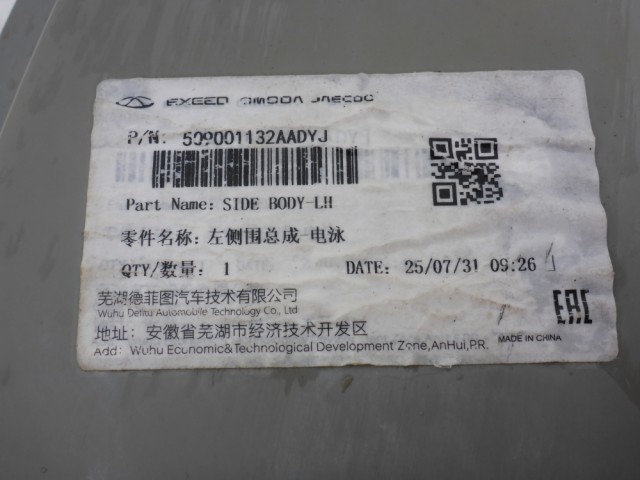 EXEED OMODA JAECOO
P/N: 509001132AADYJ
Part Name: SIDE BODY-LH
零件名称: 左侧围总成-电泳
QTY/数量: 1 DATE: 25/07/31 09:26
芜湖德菲图汽车技术有限公司
Wuhu Defitu Automobile Technology Co., Ltd
地址: 安徽省芜湖市经济技术开发区
Add: Wuhu Economic&Technological Development Zone,AnHui,P.R.
EAC
MADE IN CHINA